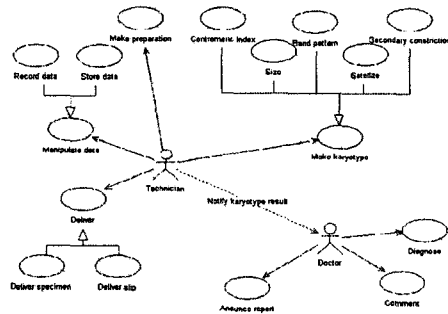 Make preparation
Centromeric Index
Band pattern
Secondary constriction
Record data
Store data
Size
Satellite
Manipulate data
Make karyotype
Technician
Deliver
Notify karyotype result
Diagnose
Doctor
Deliver specimen
Deliver slip
Announce report
Comment